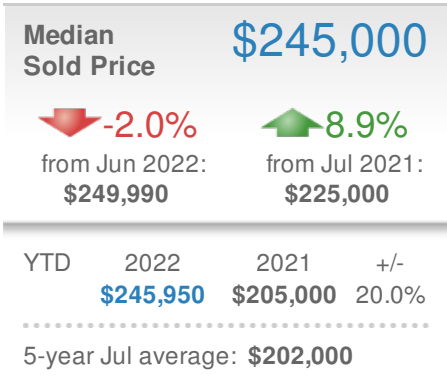 Median $245,000
Sold Price
-2.0% 8.9%
from Jun 2022: from Jul 2021:
$249,990 $225,000
YTD 2022 2021 +/-
$245,950 $205,000 20.0%
5-year Jul average: $202,000